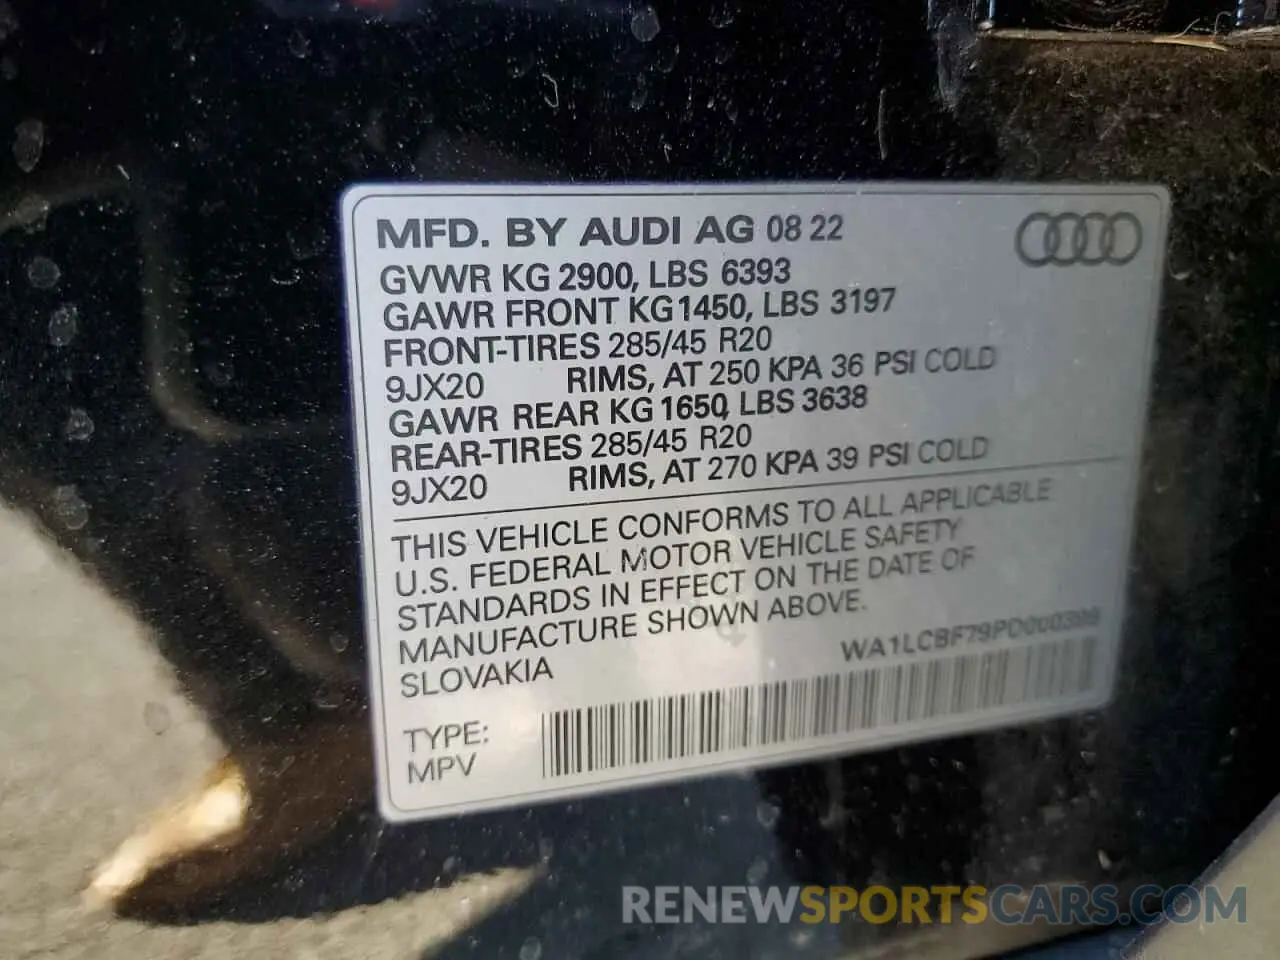 MFD. BY AUDI AG 08 22
GVWR KG 2900, LBS 6393
GAWR FRONT KG1450, LBS 3197
FRONT-TIRES 285/45 R20
9JX20 RIMS, AT 250 KPA 36 PSI COLD
GAWR REAR KG 1650, LBS 3638
REAR-TIRES 285/45 R20
9JX20 RIMS, AT 270 KPA 39 PSI COLD
THIS VEHICLE CONFORMS TO ALL APPLICABLE
U.S. FEDERAL MOTOR VEHICLE SAFETY
STANDARDS IN EFFECT ON THE DATE OF
MANUFACTURE SHOWN ABOVE.
SLOVAKIA
TYPE:
MPV
RENEWSPORTSCARS.COM